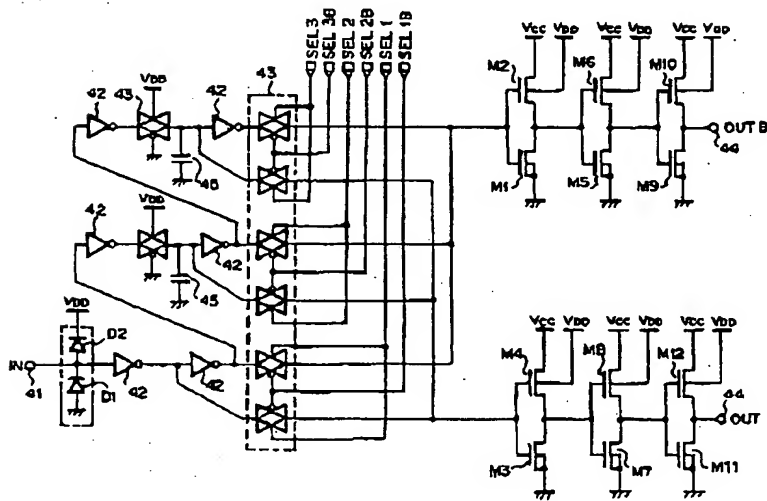 SEL 3
SEL 3B
SEL 2
SEL 2B
SEL 1
SEL 1B
VCC
VDD
VCC
VDD
VCC
VDD
42
43
VDD
42
43
M2
M6
M10
OUT B
44
46
M1
M5
M9
42
VDD
42
45
VDD
D2
IN
41
D1
42
42
VCC
VDD
VCC
VDD
VCC
VDD
M4
M8
M12
44
OUT
M3
M7
M11